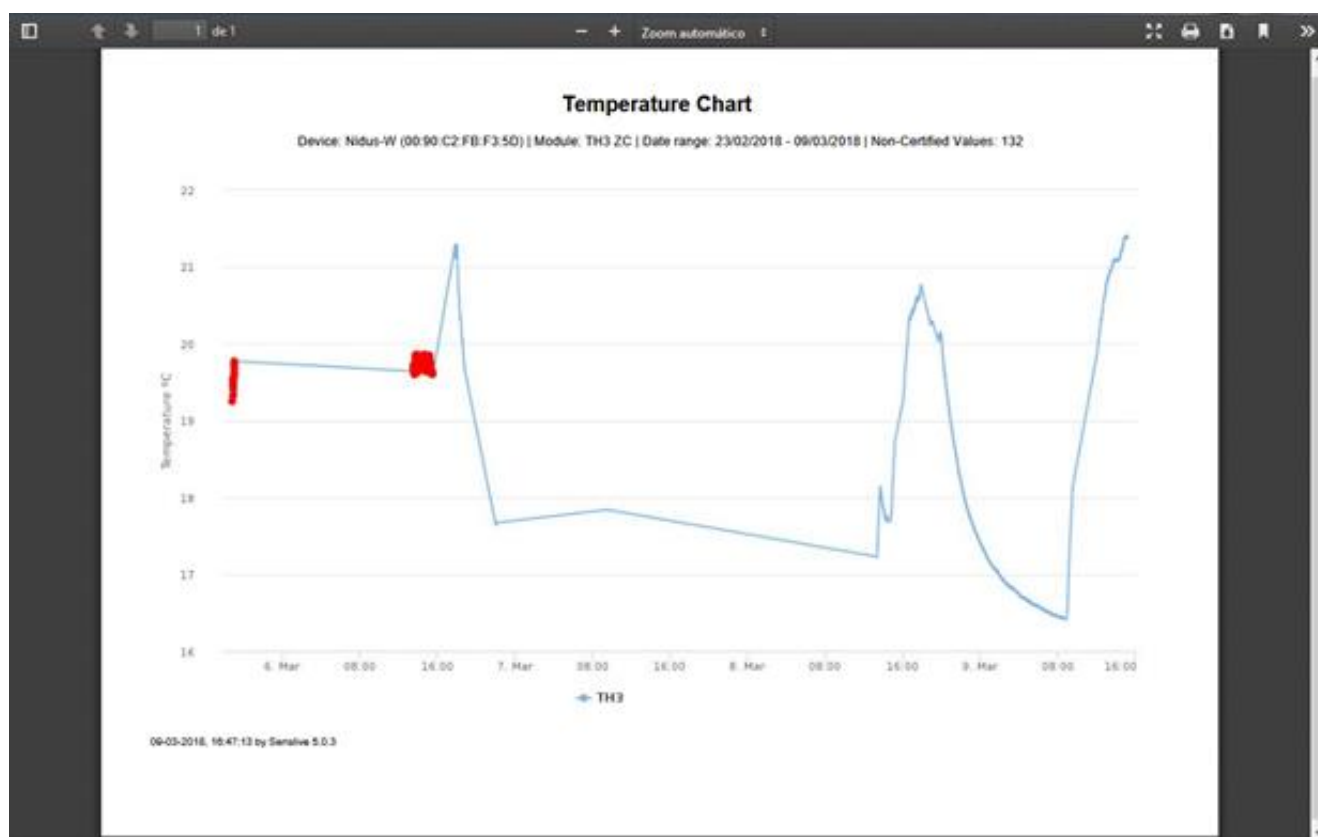 1 de 1 − + Zoom automático
Temperature Chart
Device: Nidus-W (00:90:C2:FB:F3:5D) | Module: TH3 ZC | Date range: 23/02/2018 - 09/03/2018 | Non-Certified Values: 132
22
21
20
19
18
17
16
Temperature ºC
6. Mar 08:00 16:00 7. Mar 08:00 16:00 8. Mar 08:00 16:00 9. Mar 08:00 16:00
TH3
09-03-2018, 16:47:13 by Senslive 5.0.3